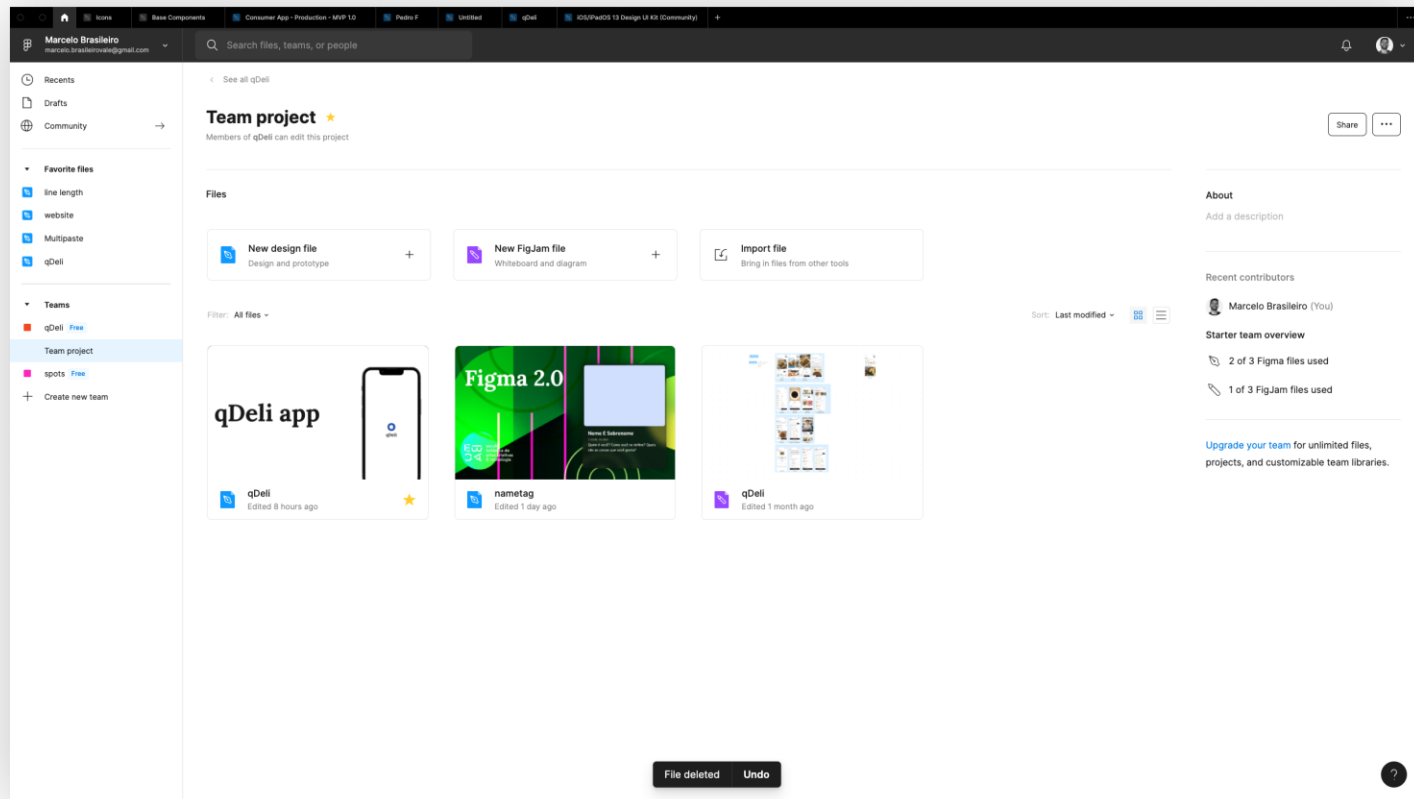 Icons
Base Components
Consumer App - Production - MVP 1.0
Pedro F
Untitled
qDeli
iOS/iPadOS 13 Design UI Kit (Community)
Marcelo Brasileiro
marcelo.brasileirovale@gmail.com
Search files, teams, or people
Recents
Drafts
Community
Favorite files
line length
website
Multipaste
qDeli
Teams
qDeli Free
Team project
spots Free
Create new team
See all qDeli
Team project
Members of qDeli can edit this project
Share
Files
New design file
Design and prototype
New FigJam file
Whiteboard and diagram
Import file
Bring in files from other tools
Filter: All files
Sort: Last modified
qDeli app
qDeli
qDeli
Edited 8 hours ago
Figma 2.0
Nome E Sobrenome
nametag
Edited 1 day ago
qDeli
Edited 1 month ago
About
Add a description
Recent contributors
Marcelo Brasileiro (You)
Starter team overview
2 of 3 Figma files used
1 of 3 FigJam files used
Upgrade your team for unlimited files,
projects, and customizable team libraries.
File deleted Undo
?